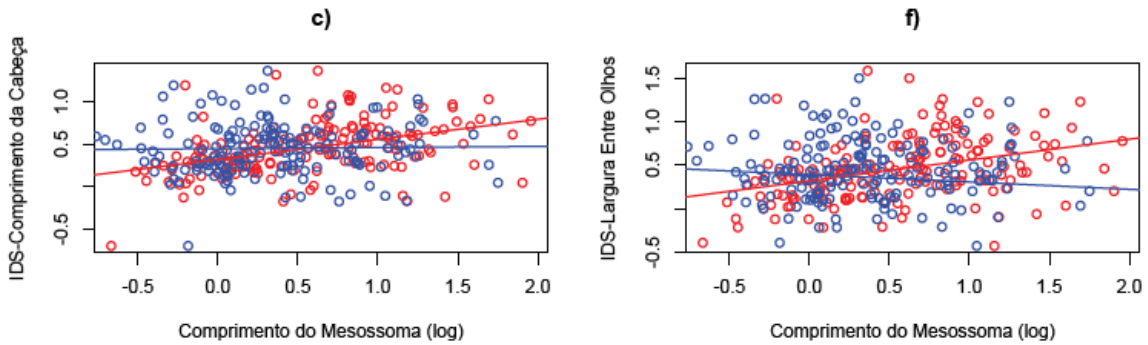 c)
IDS-Comprimento da Cabeça
1.0
0.5
-0.5
-0.5 0.0 0.5 1.0 1.5 2.0
Comprimento do Mesossoma (log)
f)
IDS-Largura Entre Olhos
1.5
1.0
0.5
-0.5
-0.5 0.0 0.5 1.0 1.5 2.0
Comprimento do Mesossoma (log)